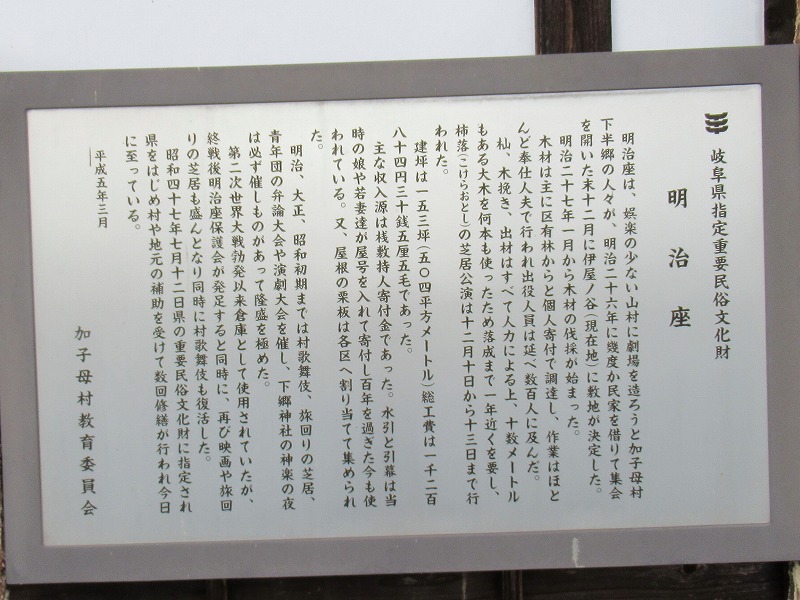 岐阜県指定重要民俗文化財
明治座
明治座は、娯楽の少ない山村に劇場を造ろうと加子母村
下半郷の人々が、明治二十六年に幾度か民家を借りて集会
を開いた末十二月に伊屋ノ谷(現在地)に敷地が決定した。
明治二十七年一月から木材の伐採が始まった。
木材は主に区有林からと個人寄付で調達し、作業はほと
んど奉仕人夫で行われ出役人員は延べ数百人に及んだ。
杣、木挽き、出材はすべて人力による上、十数メートル
もある大木を何本も使ったため落成まで一年近くを要し、
柿落(こけらおとし)の芝居公演は十二月十日から十三日まで行
われた。
建坪は一五三坪(五〇四平方メートル)総工費は一千二百
八十四円三十銭五厘五毛であった。
主な収入源は桟敷持人寄付金であった。水引と引幕は当
時の娘や若妻達が屋号を入れて寄付し百年を過ぎた今も使
われている。又、屋根の栗板は各区へ割り当てて集められ
た。
明治、大正、昭和初期までは村歌舞伎、旅回りの芝居、
青年団の弁論大会や演劇大会を催し、下郷神社の神楽の夜
は必ず催しものがあって隆盛を極めた。
第二次世界大戦勃発以来倉庫として使用されていたが、
終戦後明治座保護会が発足すると同時に、再び映画や旅回
りの芝居も盛んとなり同時に村歌舞伎も復活した。
昭和四十七年七月十二日県の重要民俗文化財に指定され
県をはじめ村や地元の補助を受けて数回修繕が行われ今日
に至っている。
平成五年三月
加子母村教育委員会